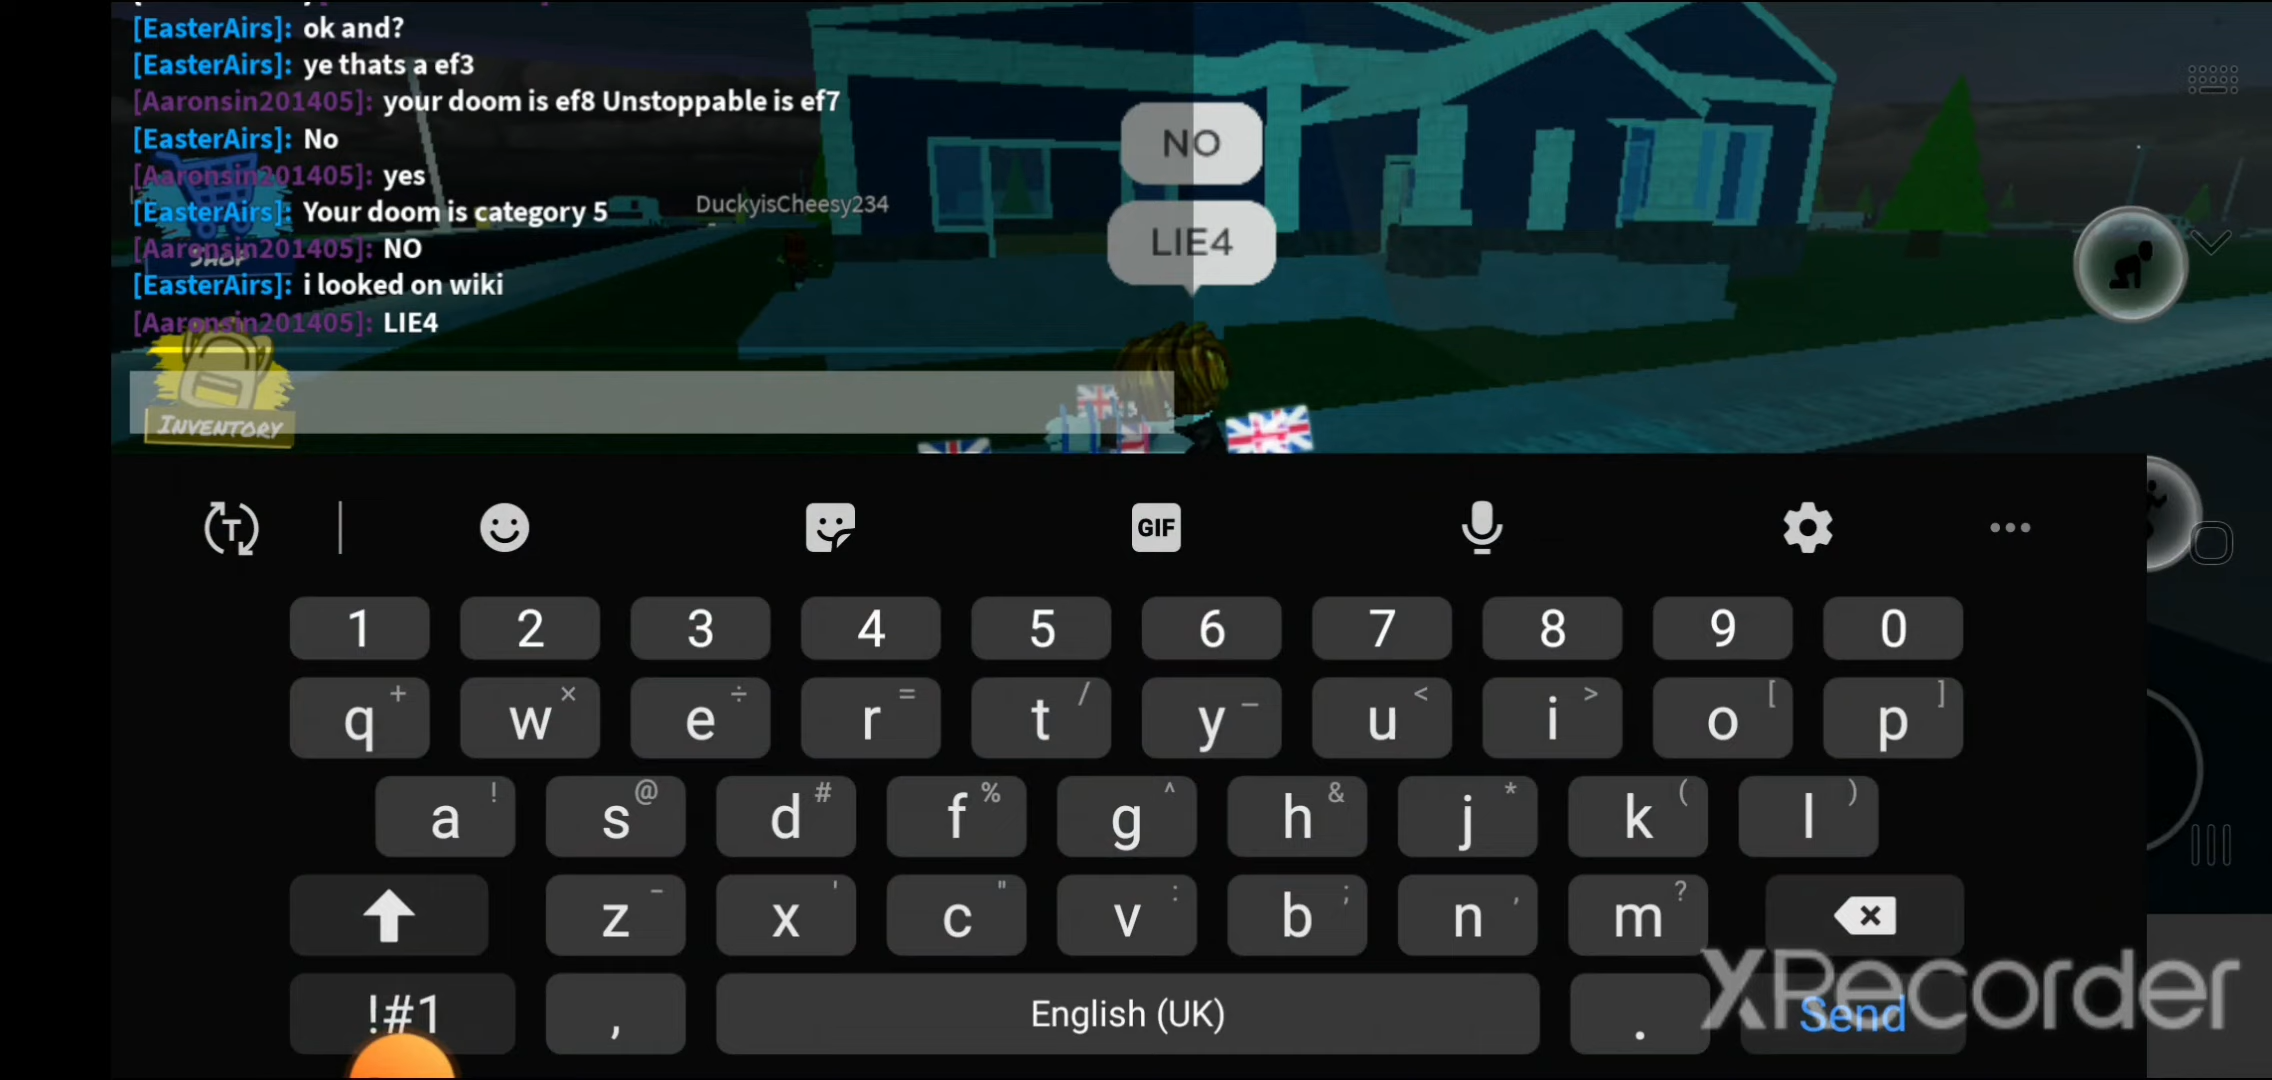 [EasterAirs]: ok and?
[EasterAirs]: ye thats a ef3
[Aaronsin201405]: your doom is ef8 Unstoppable is ef7
[EasterAirs]: No
[Aaronsin201405]: yes
[EasterAirs]: Your doom is category 5
[Aaronsin201405]: NO
[EasterAirs]: i looked on wiki
[Aaronsin201405]: LIE4
SHOP
INVENTORY
DuckyisCheesy234
NO
LIE4
T
GIF
1 2 3 4 5 6 7 8 9 0
q + w × e ÷ r = t / y _ u < i > o [ p ]
a ! s @ d # f % g ^ h & j * k ( l )
z - x ' c " v : b ; n , m ?
!#1 , English (UK) . Send
XRecorder